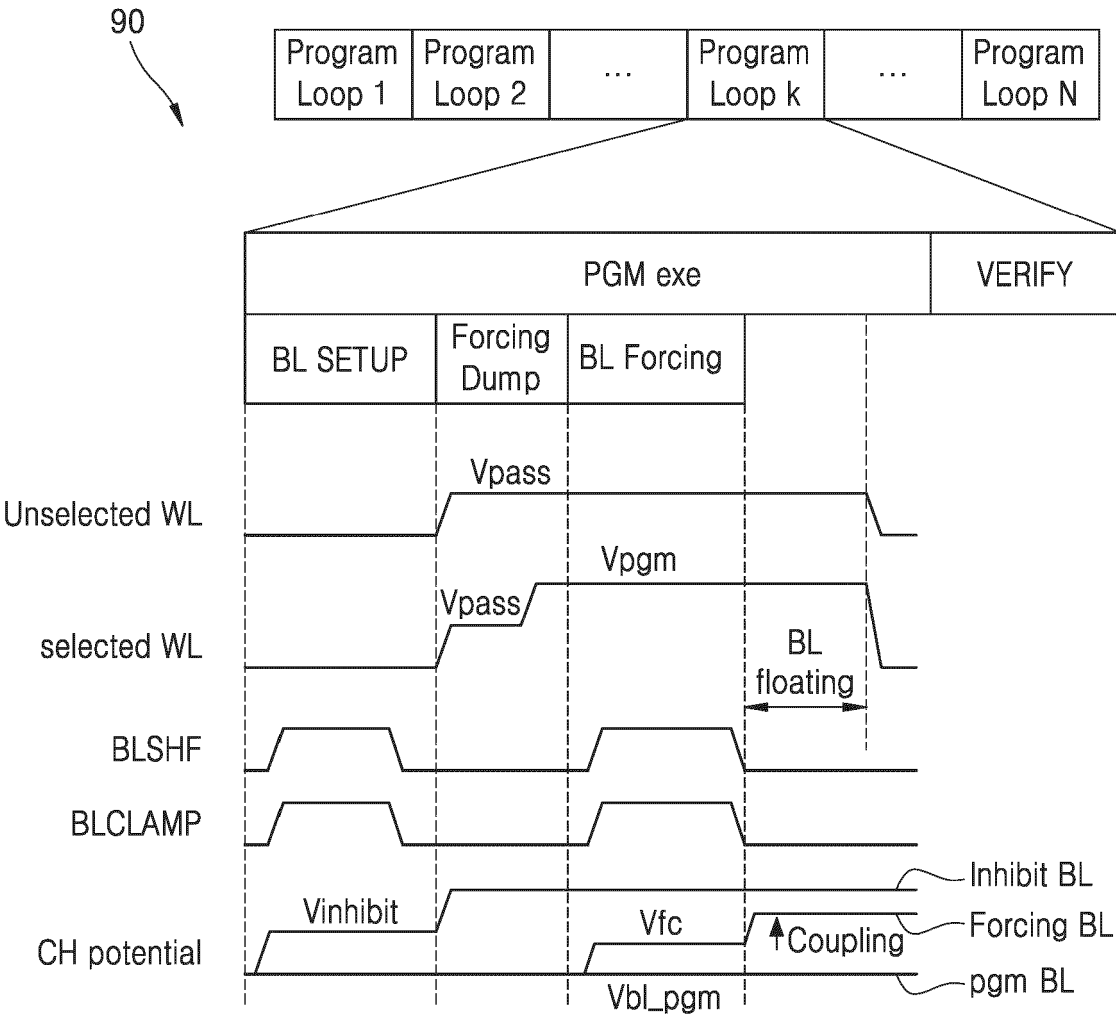 90
Program Loop 1
Program Loop 2
...
Program Loop k
...
Program Loop N
PGM exe
VERIFY
BL SETUP
Forcing Dump
BL Forcing
Unselected WL
Vpass
selected WL
Vpass
Vpgm
BL floating
BLSHF
BLCLAMP
CH potential
Vinhibit
Vfc
Vbl_pgm
Coupling
Inhibit BL
Forcing BL
pgm BL